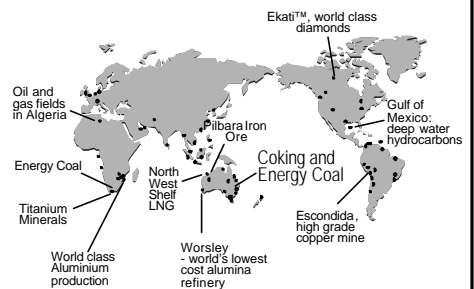 Ekati™, world class
diamonds
Oil and
gas fields
in Algeria
Gulf of
Mexico:
deep water
hydrocarbons
Pilbara Iron
Ore
Energy Coal
North
West
Shelf
LNG
Coking and
Energy Coal
Titanium
Minerals
Escondida,
high grade
copper mine
World class
Aluminium
production
Worsley
- world's lowest
cost alumina
refinery